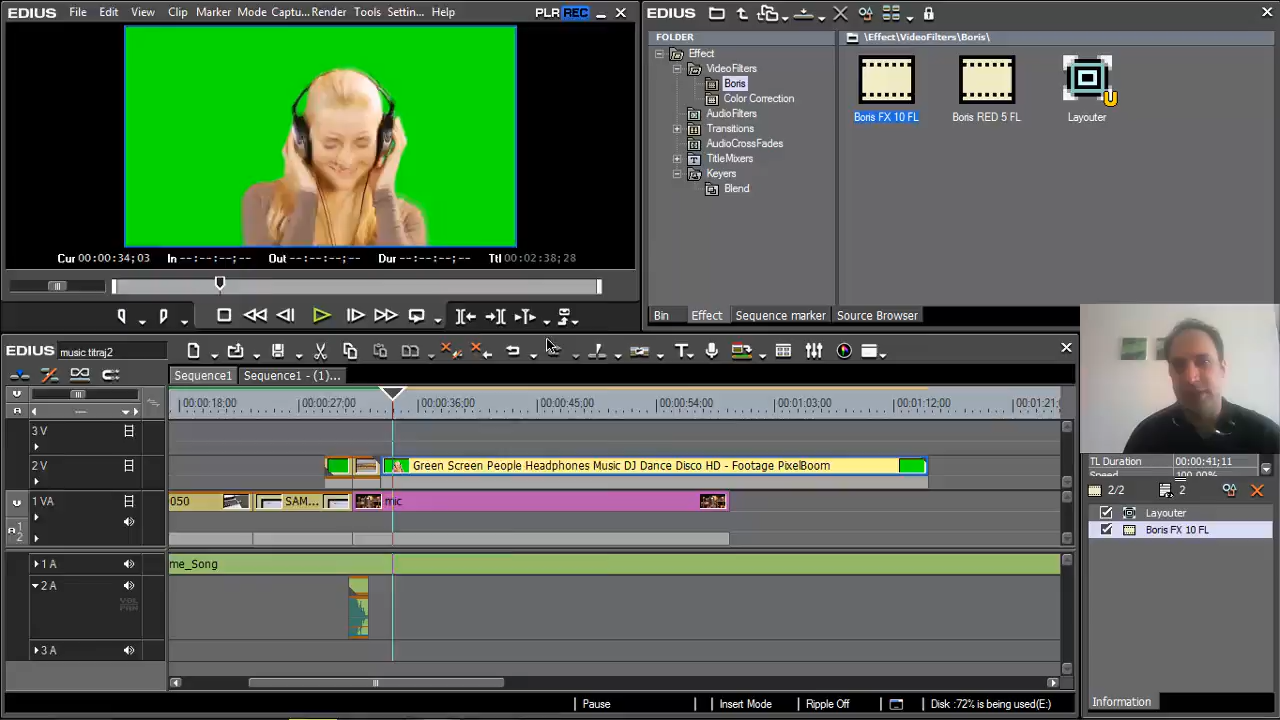 EDIUS File Edit View Clip Marker Mode Captu... Render Tools Settin... Help PLR REC
EDIUS
FOLDER
\Effect\VideoFilters\Boris\
Effect
VideoFilters
Boris
Color Correction
AudioFilters
Transitions
AudioCrossFades
TitleMixers
Keyers
Blend
Boris FX 10 FL Boris RED 5 FL Layouter
U
Cur 00:00:34;03 In --:--:--;-- Out --:--:--;-- Dur --:--:--;-- Ttl 00:02:38;28
Bin Effect Sequence marker Source Browser
EDIUS music titraj2
Sequence1 Sequence1 - (1)...
00:00:18;00 00:00:27;00 00:00:36;00 00:00:45;00 00:00:54;00 00:01:03;00 00:01:12;00 00:01:21;0
3 V
2 V Green Screen People Headphones Music DJ Dance Disco HD - Footage PixelBoom
1 VA 050 SAM... mic
1 A me_Song
2 A
VOL
PAN
3 A
TL Duration 00:00:41;11
Speed 100.00%
2/2 2
Layouter
Boris FX 10 FL
Information
Pause Insert Mode Ripple Off Disk :72% is being used(E:)